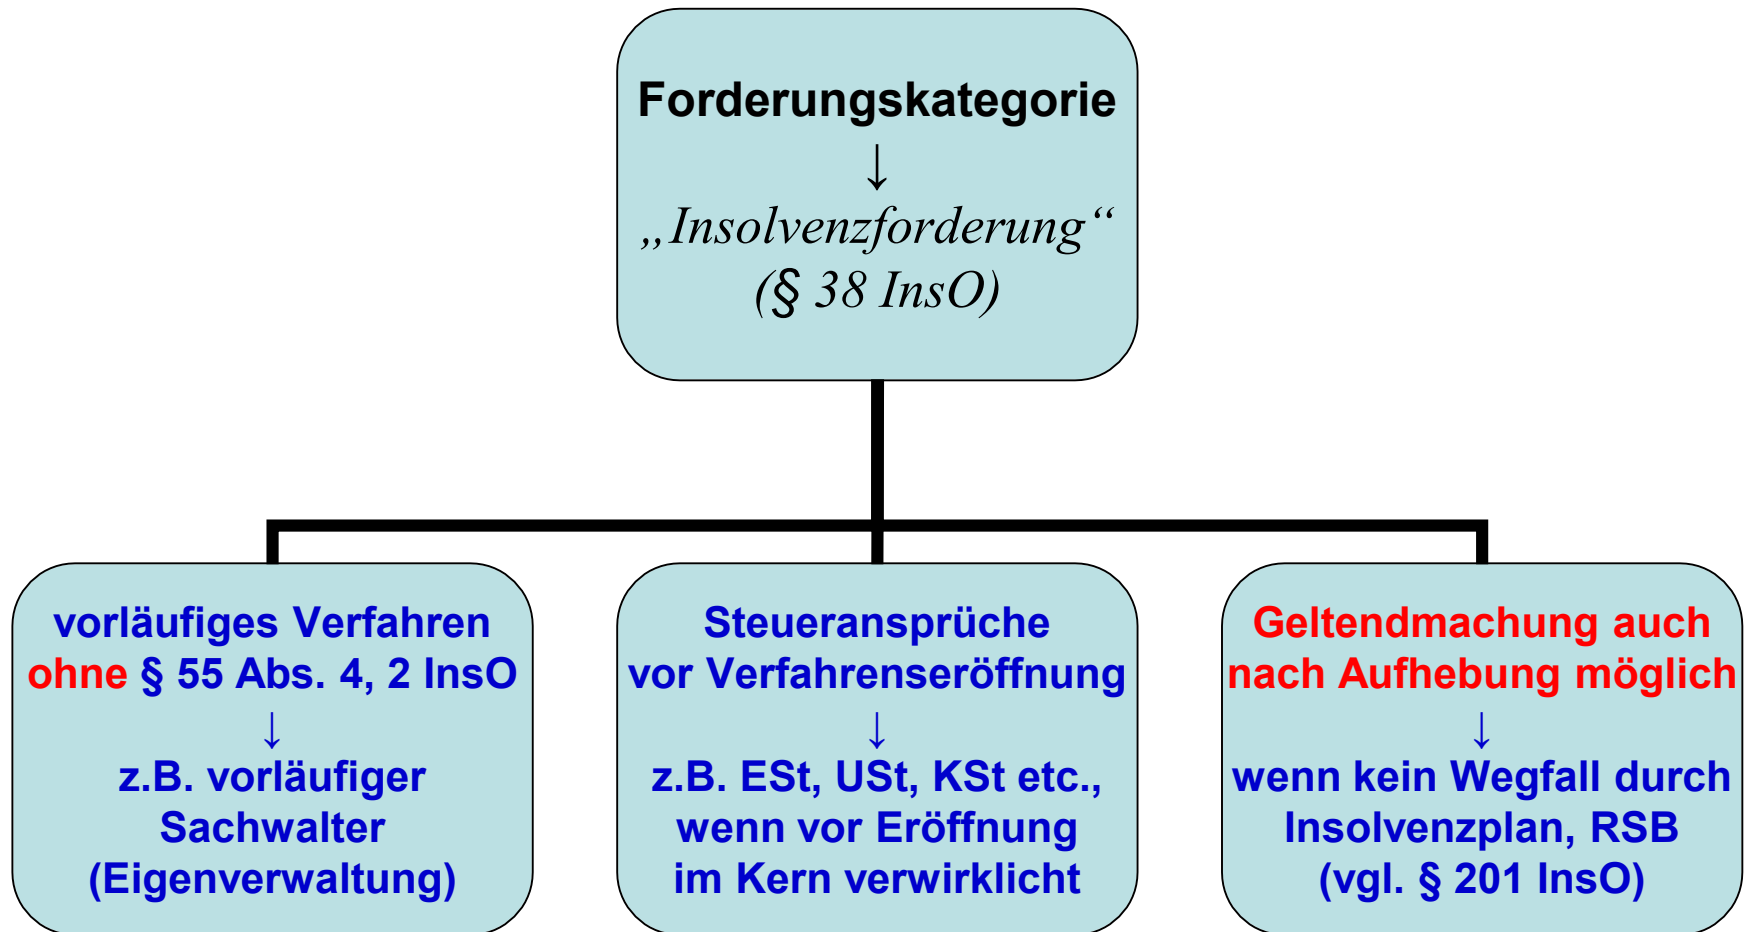 Forderungskategorie
↓
„Insolvenzforderung“
(§ 38 InsO)
vorläufiges Verfahren
ohne § 55 Abs. 4, 2 InsO
↓
z.B. vorläufiger
Sachwalter
(Eigenverwaltung)
Steueransprüche
vor Verfahrenseröffnung
↓
z.B. ESt, USt, KSt etc.,
wenn vor Eröffnung
im Kern verwirklicht
Geltendmachung auch
nach Aufhebung möglich
↓
wenn kein Wegfall durch
Insolvenzplan, RSB
(vgl. § 201 InsO)